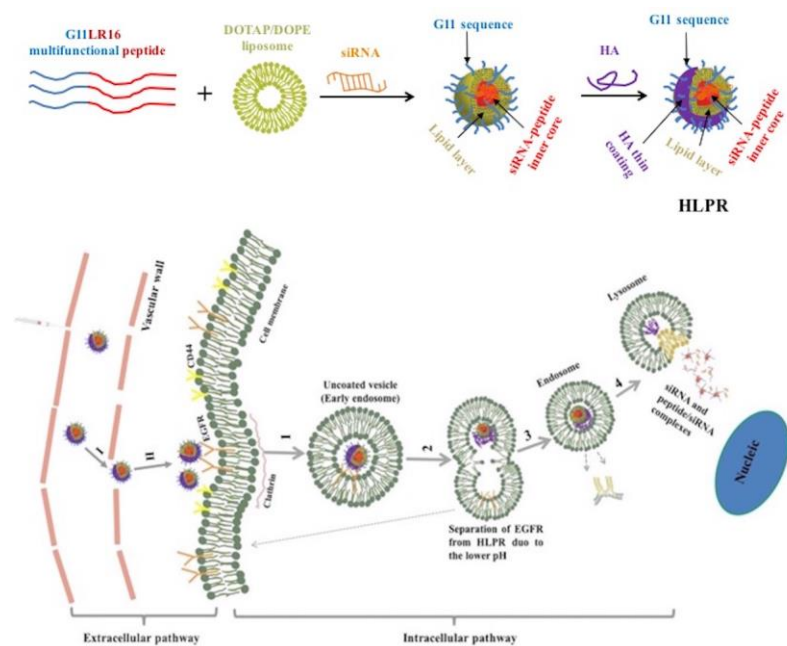 G11LR16
multifunctional peptide
+
DOTAP/DOPE
liposome
siRNA
G11 sequence
Lipid layer
siRNA-peptide
inner core
HA
G11 sequence
HA thin
coating
Lipid layer
siRNA-peptide
inner core
HLPR
Vascular wall
I
II
CD44
EGFR
Cell membrane
Clathrin
1
Uncoated vesicle
(Early endosome)
2
Separation of EGFR
from HLPR duo to
the lower pH
3
Endosome
4
Lysosome
siRNA and
peptide/siRNA
complexes
Nucleic
Extracellular pathway
Intracellular pathway